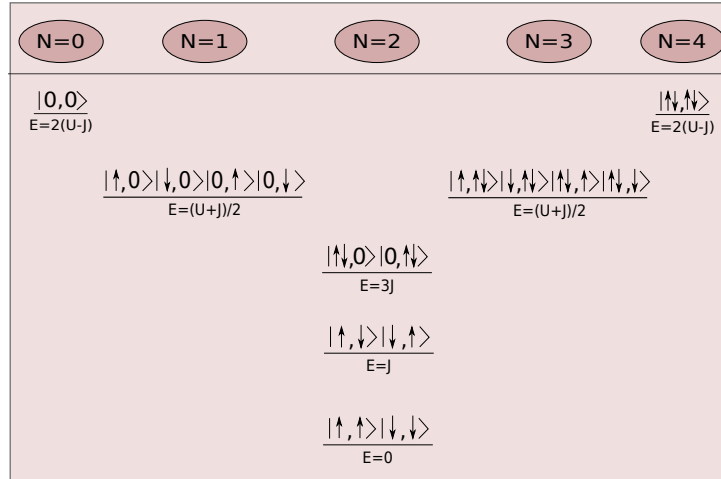 N=0 N=1 N=2 N=3 N=4
|0,0> |↑↓,↑↓>
E=2(U-J) E=2(U-J)
|↑,0>|↓,0>|0,↑>|0,↓> |↑,↑↓>|↓,↑↓>|↑↓,↑>|↑↓,↓>
E=(U+J)/2 E=(U+J)/2
|↑↓,0>|0,↑↓>
E=3J
|↑,↓>|↓,↑>
E=J
|↑,↑>|↓,↓>
E=0